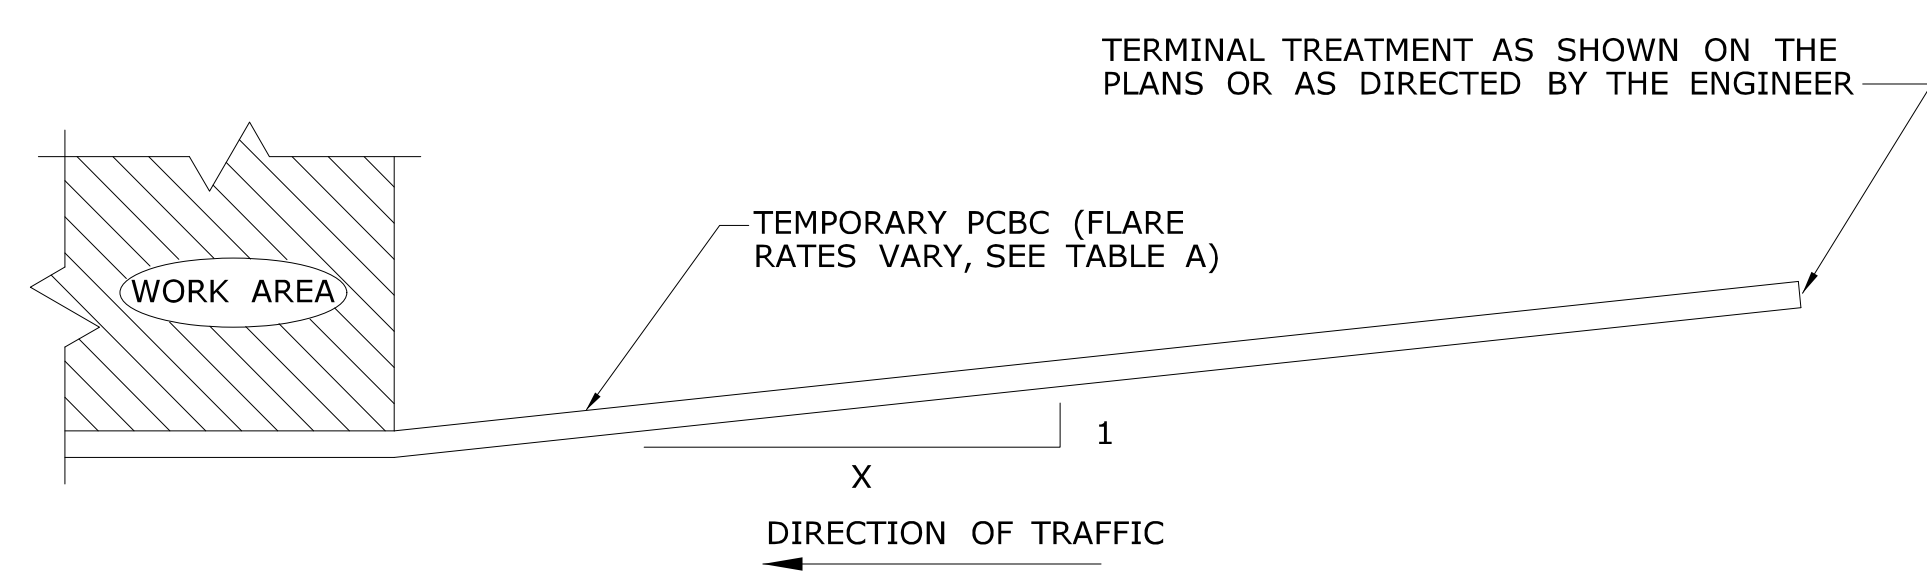 TERMINAL TREATMENT AS SHOWN ON THE
PLANS OR AS DIRECTED BY THE ENGINEER
TEMPORARY PCBC (FLARE
RATES VARY, SEE TABLE A)
WORK AREA
1
X
DIRECTION OF TRAFFIC